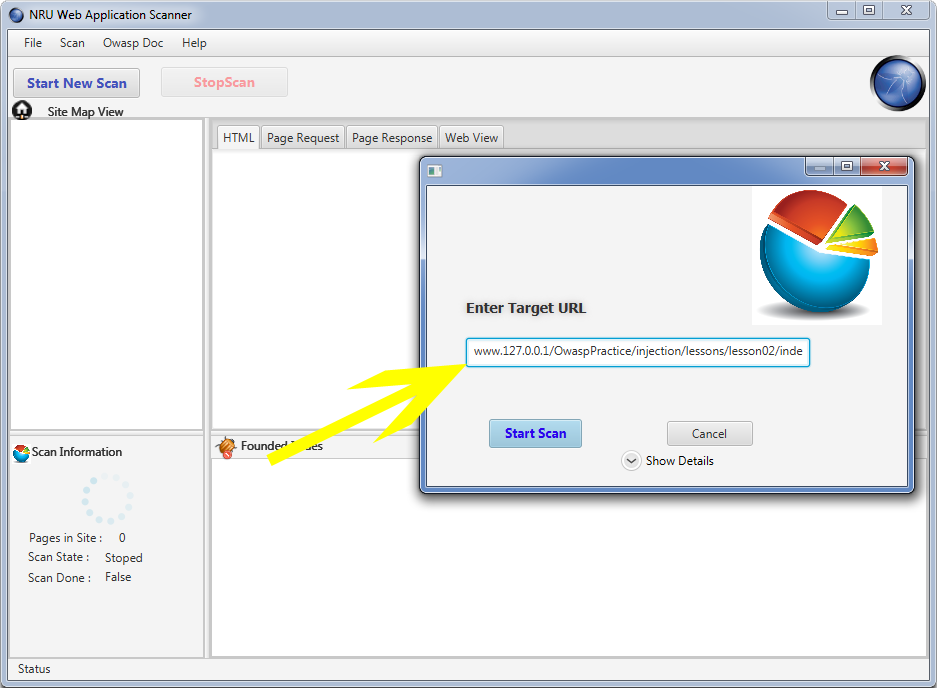 NRU Web Application Scanner
File Scan Owasp Doc Help
Start New Scan StopScan
Site Map View
HTML Page Request Page Response Web View
Enter Target URL
www.127.0.0.1/OwaspPractice/injection/lessons/lesson02/inde
Start Scan Cancel
Show Details
Scan Information
Founded
Pages in Site : 0
Scan State : Stoped
Scan Done : False
Status